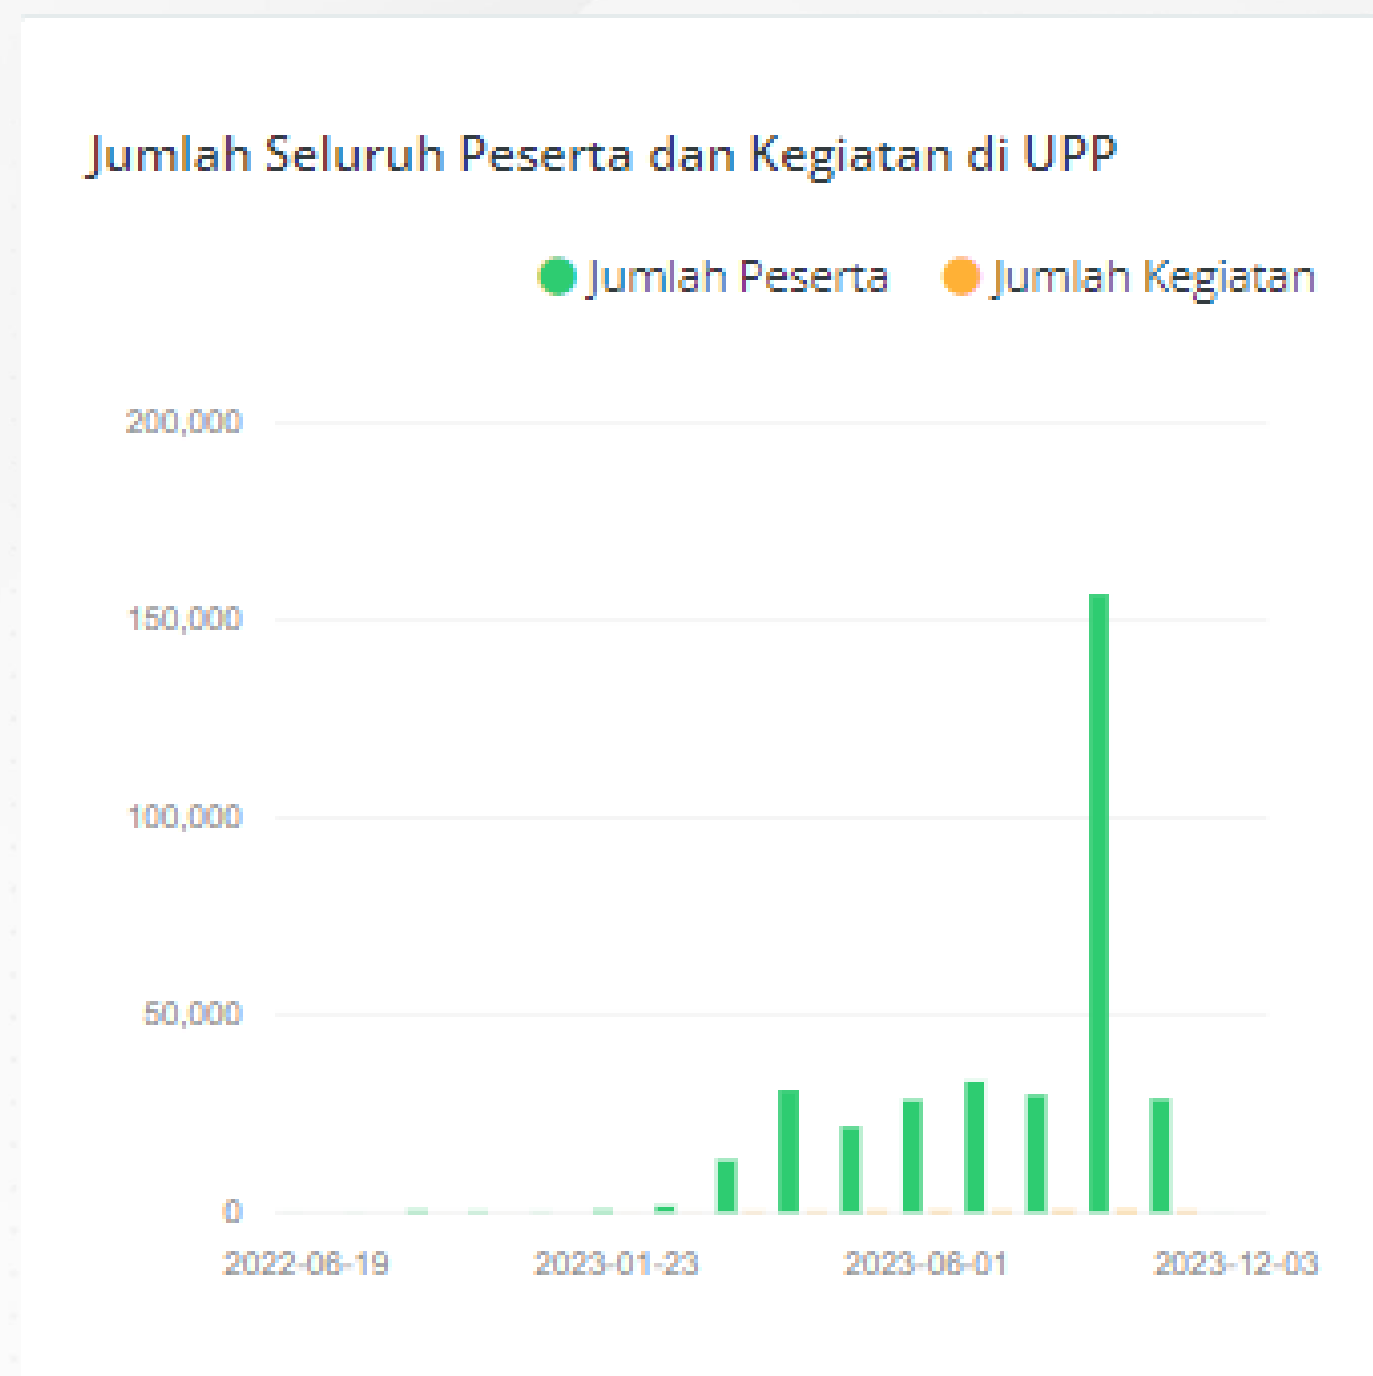 Jumlah Seluruh Peserta dan Kegiatan di UPP
Jumlah Peserta Jumlah Kegiatan
200,000
150,000
100,000
50,000
0
2022-06-19 2023-01-23 2023-06-01 2023-12-03